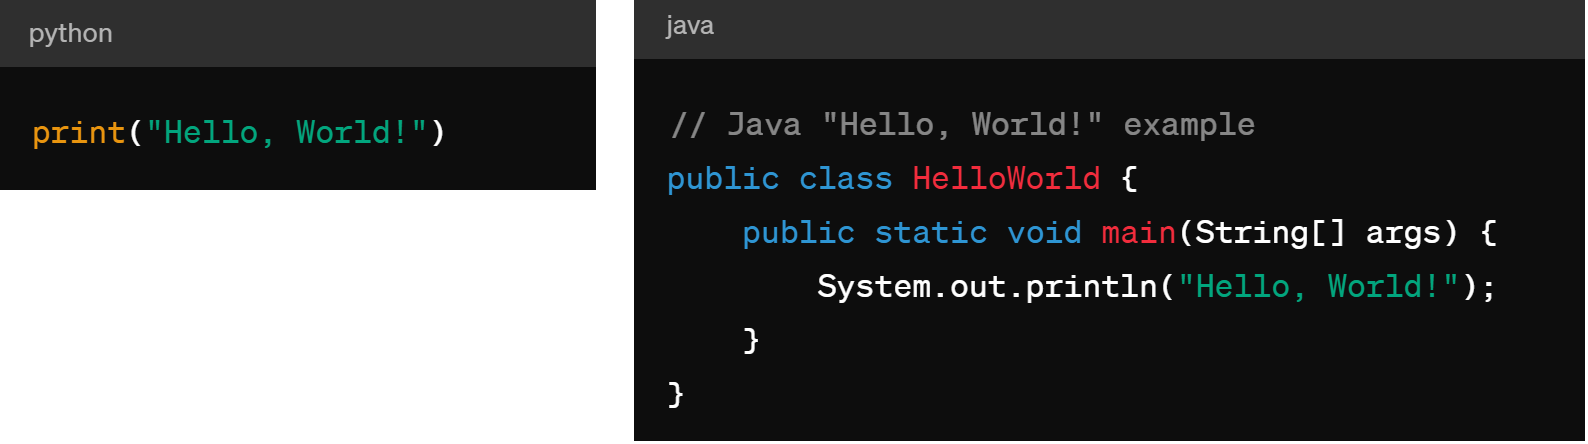 python
print("Hello, World!")
java
// Java "Hello, World!" example
public class HelloWorld {
    public static void main(String[] args) {
        System.out.println("Hello, World!");
    }
}